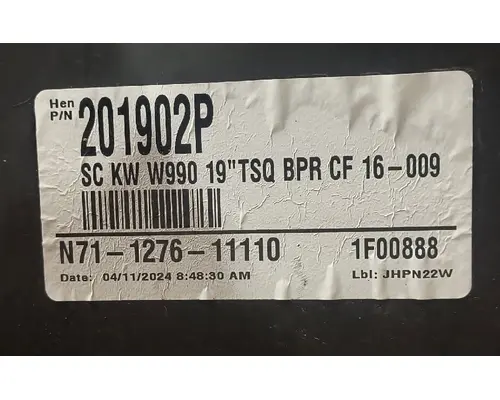 Hen
P/N 201902P
SC KW W990 19"TSQ BPR CF 16-009
N71-1276-11110 1F00888
Date: 04/11/2024 8:48:30 AM Lbl: JHPN22W